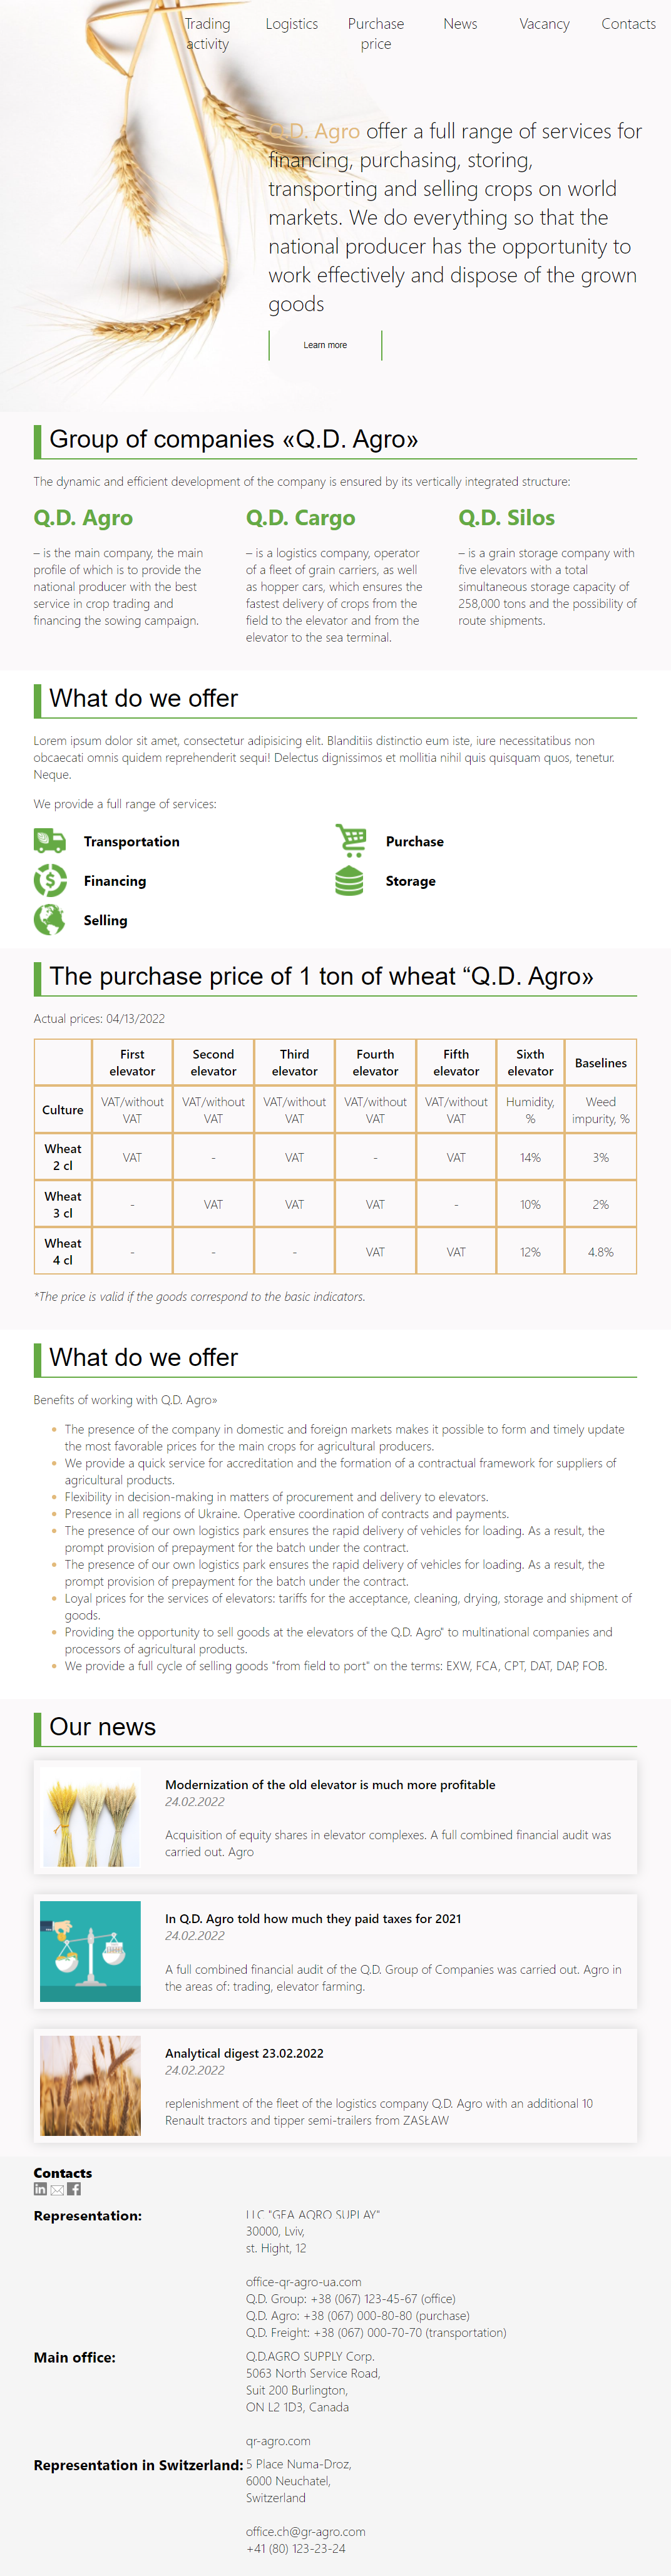 Trading activity
Logistics
Purchase price
News
Vacancy
Contacts
Q.D. Agro offer a full range of services for
financing, purchasing, storing,
transporting and selling crops on world
markets. We do everything so that the
national producer has the opportunity to
work effectively and dispose of the grown
goods
Learn more
Group of companies «Q.D. Agro»
The dynamic and efficient development of the company is ensured by its vertically integrated structure:
Q.D. Agro
– is the main company, the main
profile of which is to provide the
national producer with the best
service in crop trading and
financing the sowing campaign.
Q.D. Cargo
– is a logistics company, operator
of a fleet of grain carriers, as well
as hopper cars, which ensures the
fastest delivery of crops from the
field to the elevator and from the
elevator to the sea terminal.
Q.D. Silos
– is a grain storage company with
five elevators with a total
simultaneous storage capacity of
258,000 tons and the possibility of
route shipments.
What do we offer
Lorem ipsum dolor sit amet, consectetur adipisicing elit. Blanditiis distinctio eum iste, iure necessitatibus non
obcaecati omnis quidem reprehenderit sequi! Delectus dignissimos et mollitia nihil quis quisquam quos, tenetur.
Neque.
We provide a full range of services:
Transportation
Purchase
Financing
Storage
Selling
The purchase price of 1 ton of wheat “Q.D. Agro»
Actual prices: 04/13/2022
First elevator Second elevator Third elevator Fourth elevator Fifth elevator Sixth elevator Baselines
Culture VAT/without VAT VAT/without VAT VAT/without VAT VAT/without VAT VAT/without VAT Humidity, % Weed impurity, %
Wheat 2 cl VAT - VAT - VAT 14% 3%
Wheat 3 cl - VAT VAT VAT - 10% 2%
Wheat 4 cl - - - VAT VAT 12% 4.8%
*The price is valid if the goods correspond to the basic indicators.
What do we offer
Benefits of working with Q.D. Agro»
The presence of the company in domestic and foreign markets makes it possible to form and timely update
the most favorable prices for the main crops for agricultural producers.
We provide a quick service for accreditation and the formation of a contractual framework for suppliers of
agricultural products.
Flexibility in decision-making in matters of procurement and delivery to elevators.
Presence in all regions of Ukraine. Operative coordination of contracts and payments.
The presence of our own logistics park ensures the rapid delivery of vehicles for loading. As a result, the
prompt provision of prepayment for the batch under the contract.
The presence of our own logistics park ensures the rapid delivery of vehicles for loading. As a result, the
prompt provision of prepayment for the batch under the contract.
Loyal prices for the services of elevators: tariffs for the acceptance, cleaning, drying, storage and shipment of
goods.
Providing the opportunity to sell goods at the elevators of the Q.D. Agro" to multinational companies and
processors of agricultural products.
We provide a full cycle of selling goods "from field to port" on the terms: EXW, FCA, CPT, DAT, DAP, FOB.
Our news
Modernization of the old elevator is much more profitable
24.02.2022
Acquisition of equity shares in elevator complexes. A full combined financial audit was
carried out. Agro
In Q.D. Agro told how much they paid taxes for 2021
24.02.2022
A full combined financial audit of the Q.D. Group of Companies was carried out. Agro in
the areas of: trading, elevator farming.
Analytical digest 23.02.2022
24.02.2022
replenishment of the fleet of the logistics company Q.D. Agro with an additional 10
Renault tractors and tipper semi-trailers from ZASŁAW
Contacts
Representation:
30000, Lviv,
st. Hight, 12
office-qr-agro-ua.com
Q.D. Group: +38 (067) 123-45-67 (office)
Q.D. Agro: +38 (067) 000-80-80 (purchase)
Q.D. Freight: +38 (067) 000-70-70 (transportation)
Main office:
Q.D.AGRO SUPPLY Corp.
5063 North Service Road,
Suit 200 Burlington,
ON L2 1D3, Canada
qr-agro.com
Representation in Switzerland:
5 Place Numa-Droz,
6000 Neuchatel,
Switzerland
office.ch@gr-agro.com
+41 (80) 123-23-24